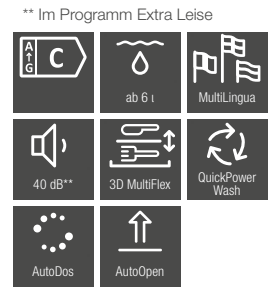 ** Im Programm Extra Leise
A
G
C
ab 6 ι
MultiLingua
40 dB**
3D MultiFlex
QuickPower
Wash
AutoDos
AutoOpen